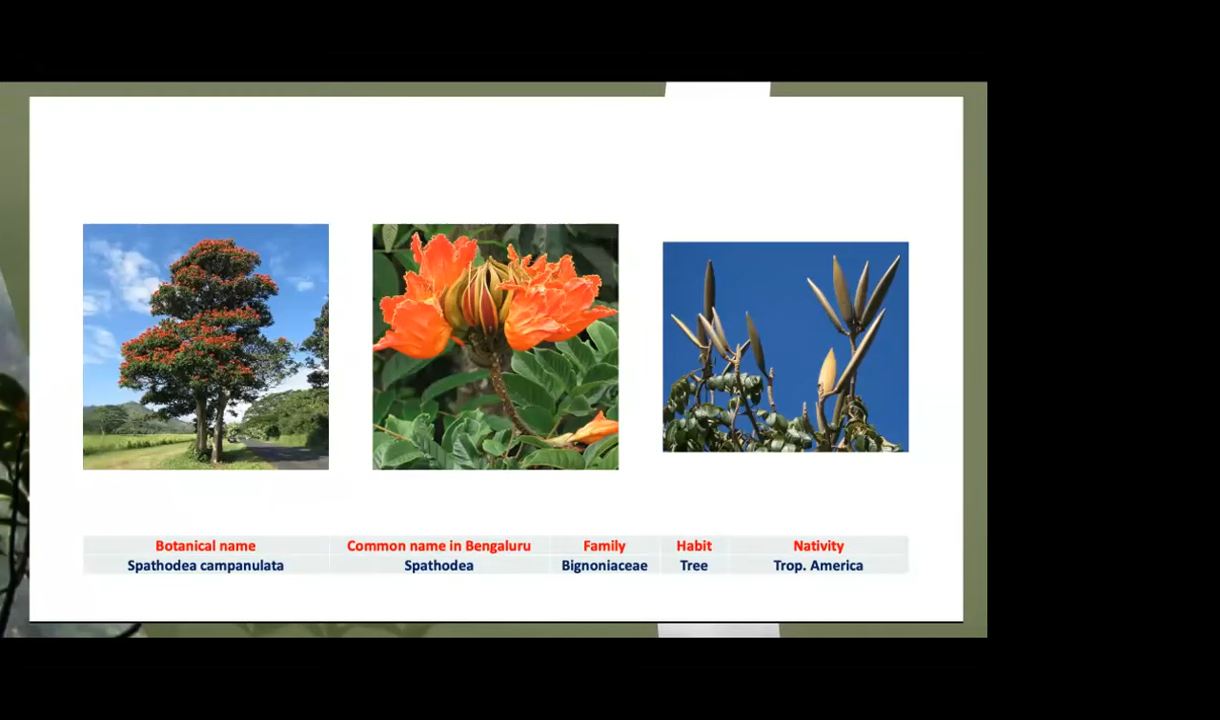 Botanical name Common name in Bengaluru Family Habit Nativity
Spathodea campanulata Spathodea Bignoniaceae Tree Trop. America